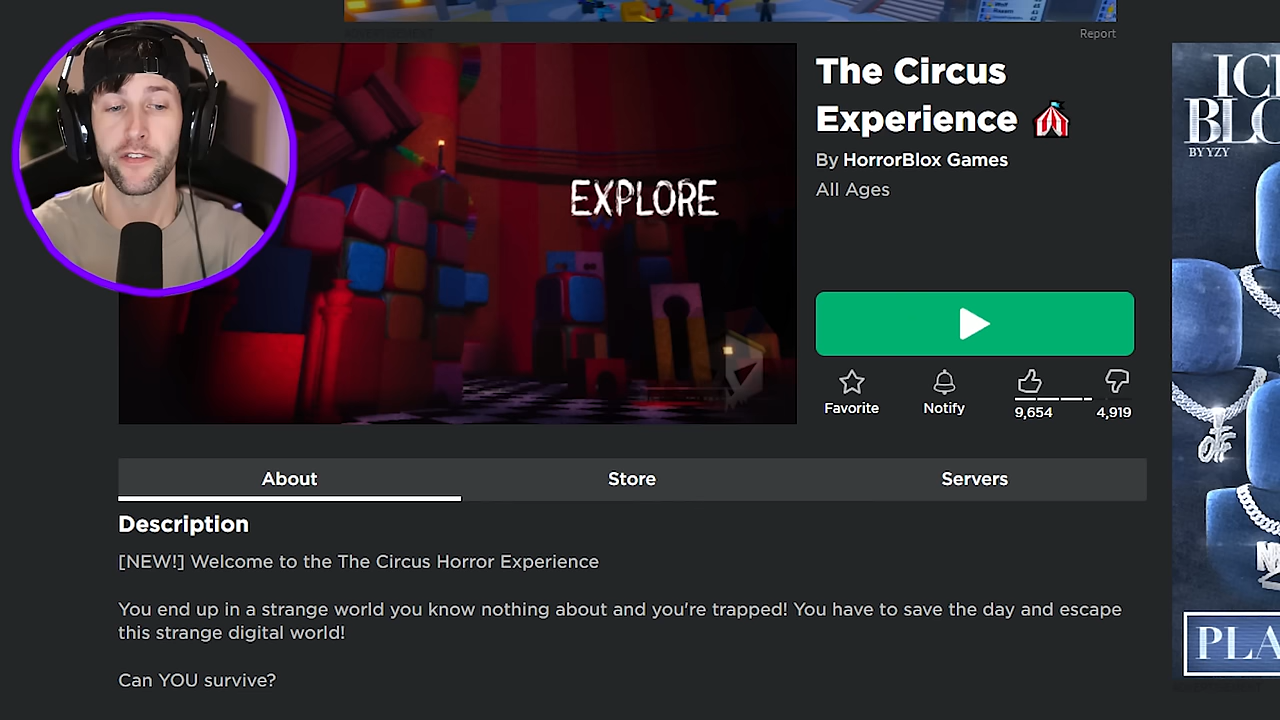 Report
The Circus
Experience
By HorrorBlox Games
All Ages
EXPLORE
Favorite
Notify
9,654
4,919
About
Store
Servers
Description
[NEW!] Welcome to the The Circus Horror Experience
You end up in a strange world you know nothing about and you're trapped! You have to save the day and escape
this strange digital world!
Can YOU survive?
ICE
BLO
BY YZY
PLA